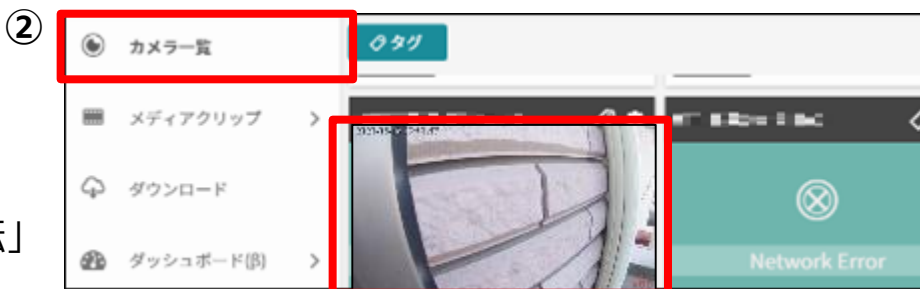 ②
カメラ一覧
タグ
メディアクリップ
ダウンロード
」
ダッシュボード(β)
Network Error